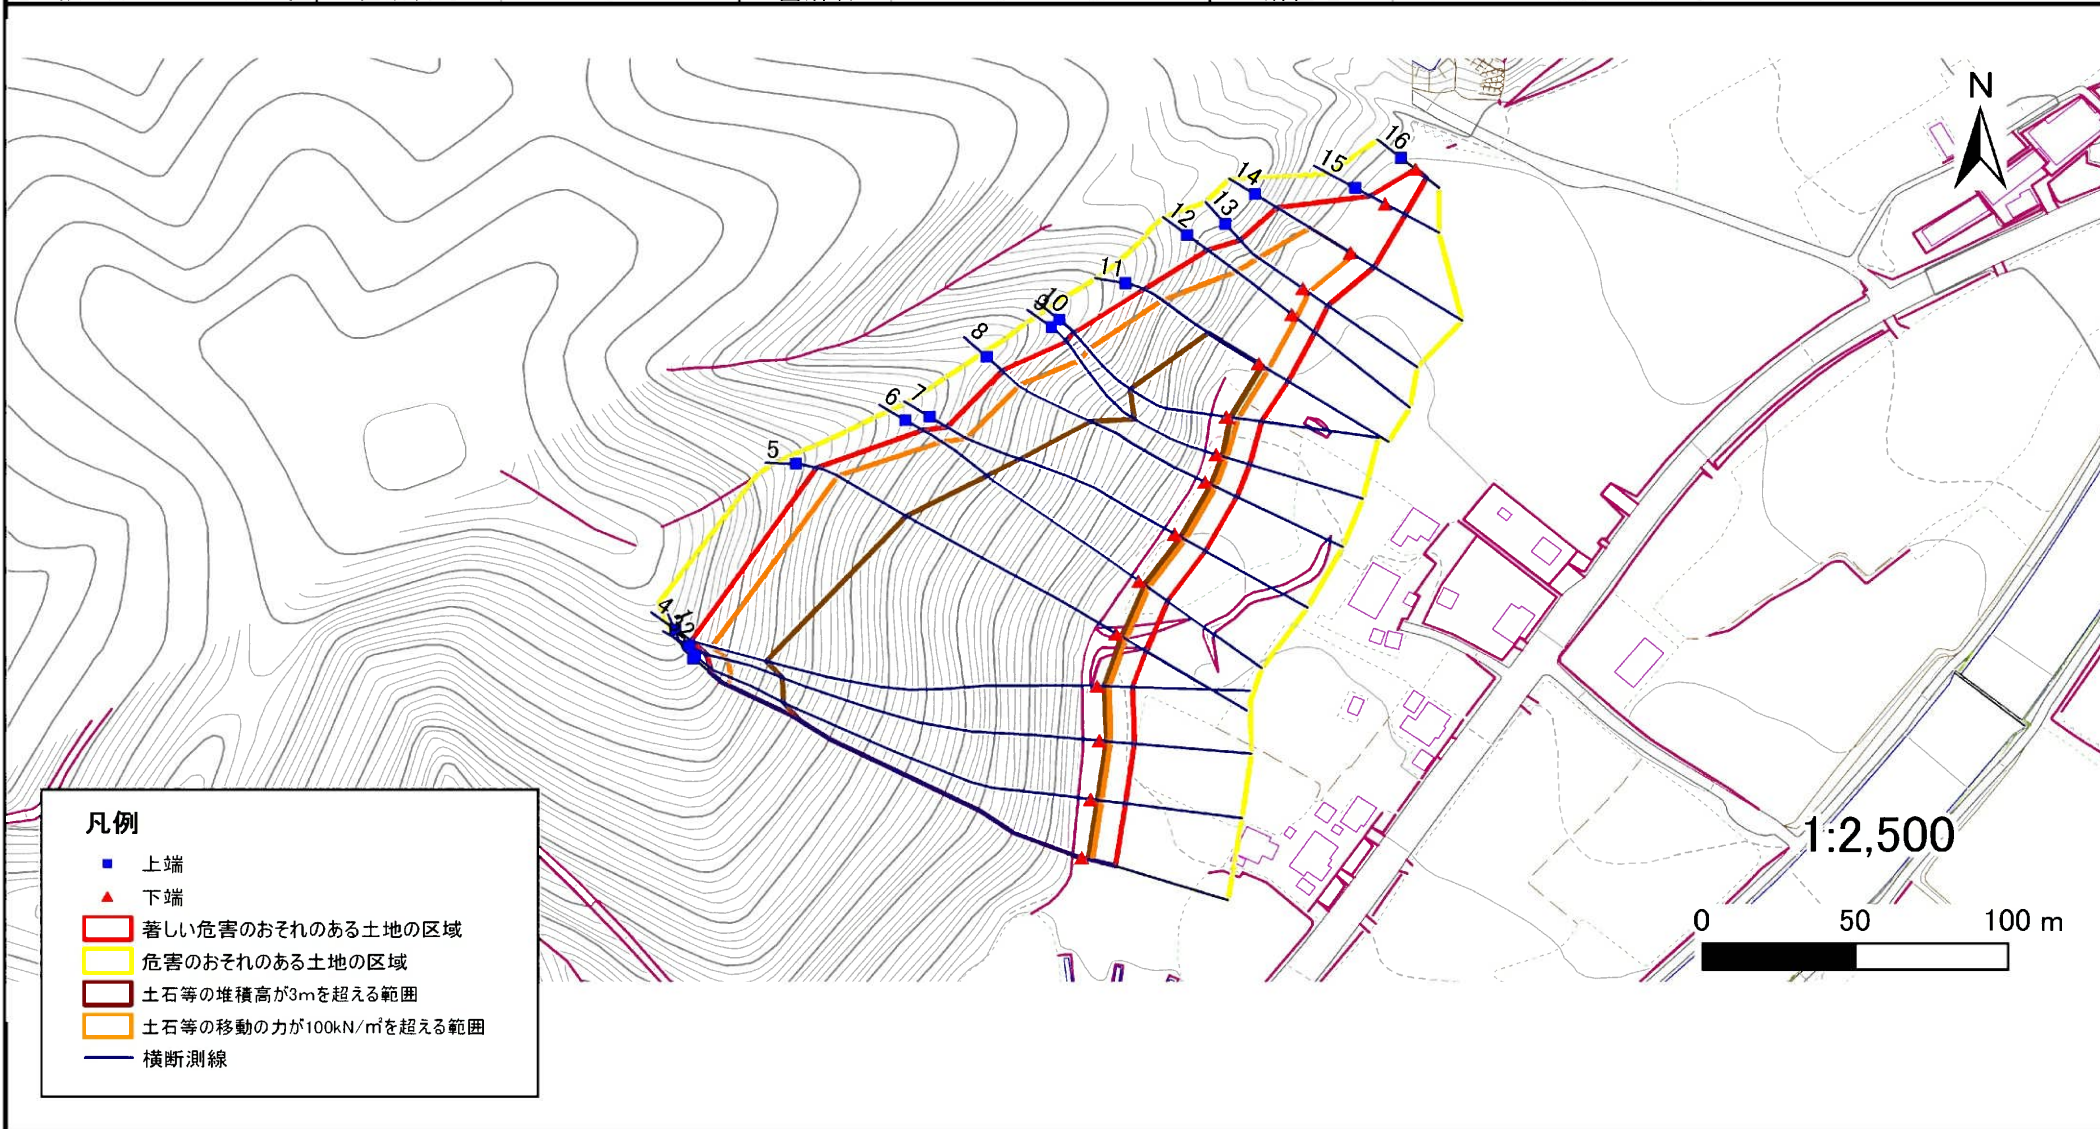 N
16
15
14
13
12
11
10
9
8
7
6
5
4
1
2
1:2,500
0 50 100 m
凡例
上端
下端
著しい危害のおそれのある土地の区域
危害のおそれのある土地の区域
土石等の堆積高が3mを超える範囲
土石等の移動の力が100kN/㎡を超える範囲
横断測線